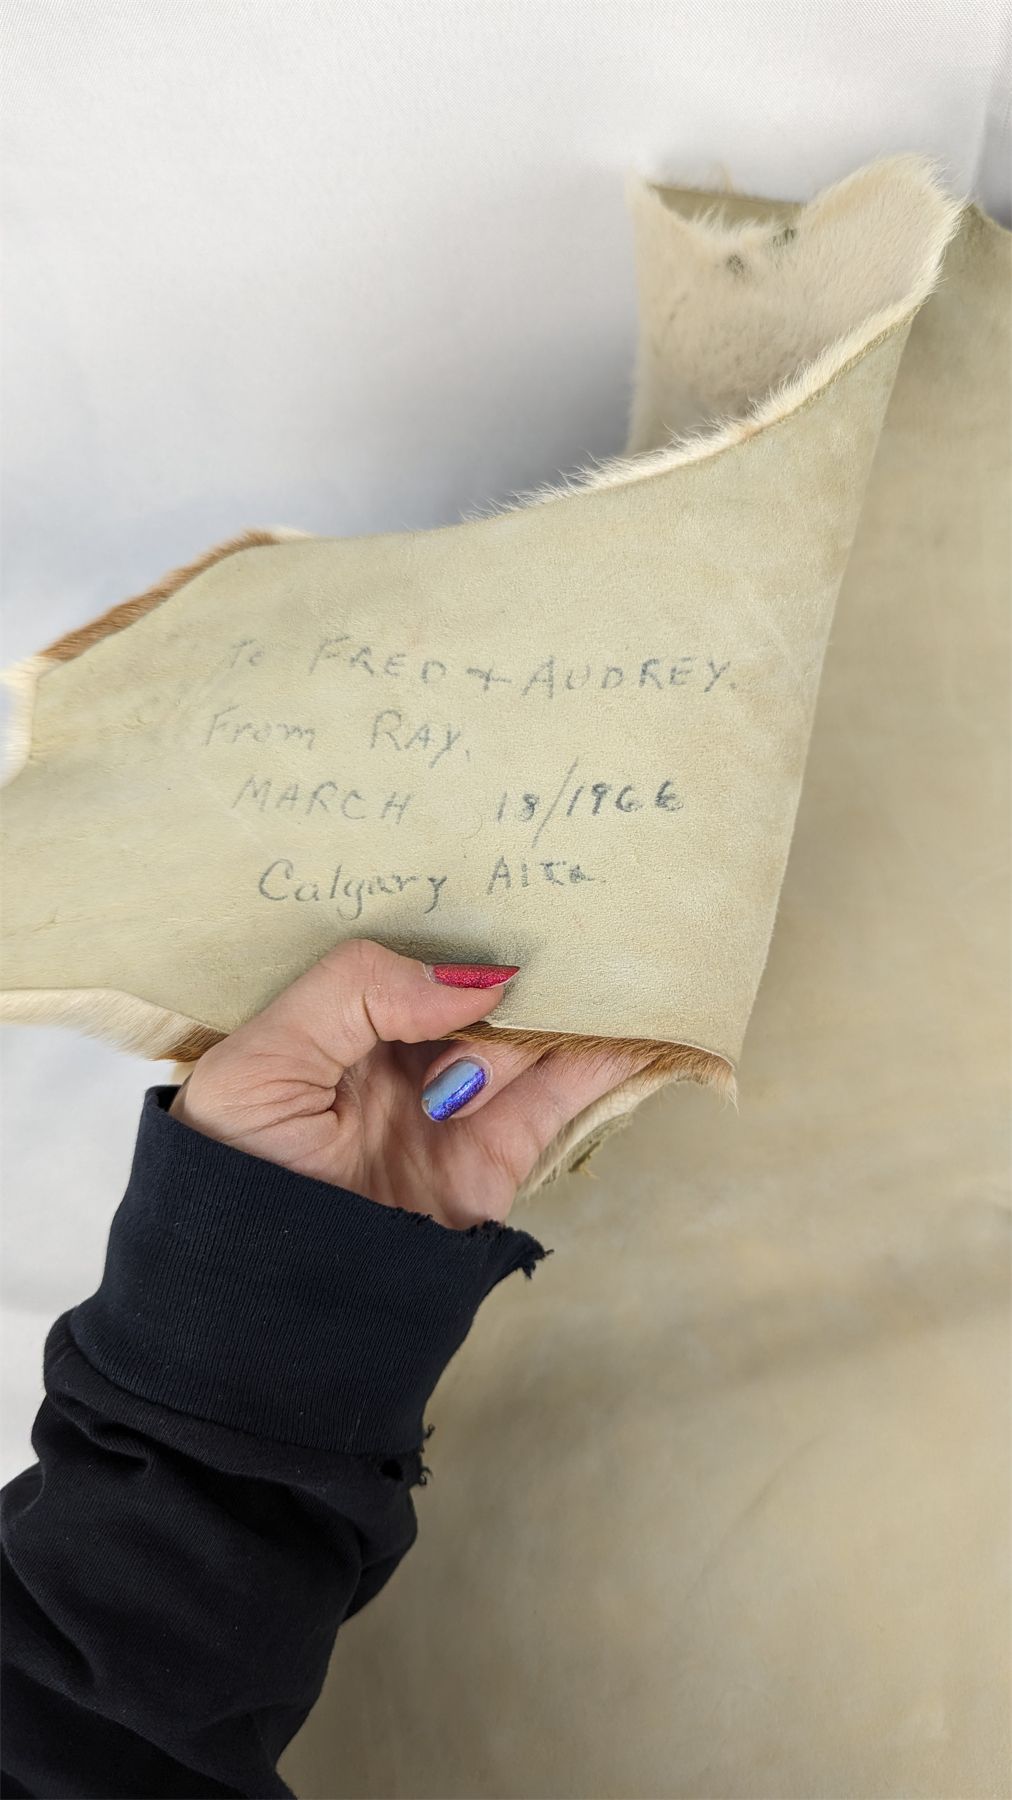 To FRED + AUDREY.
From RAY.
MARCH 18/1966
Calgary Alta.